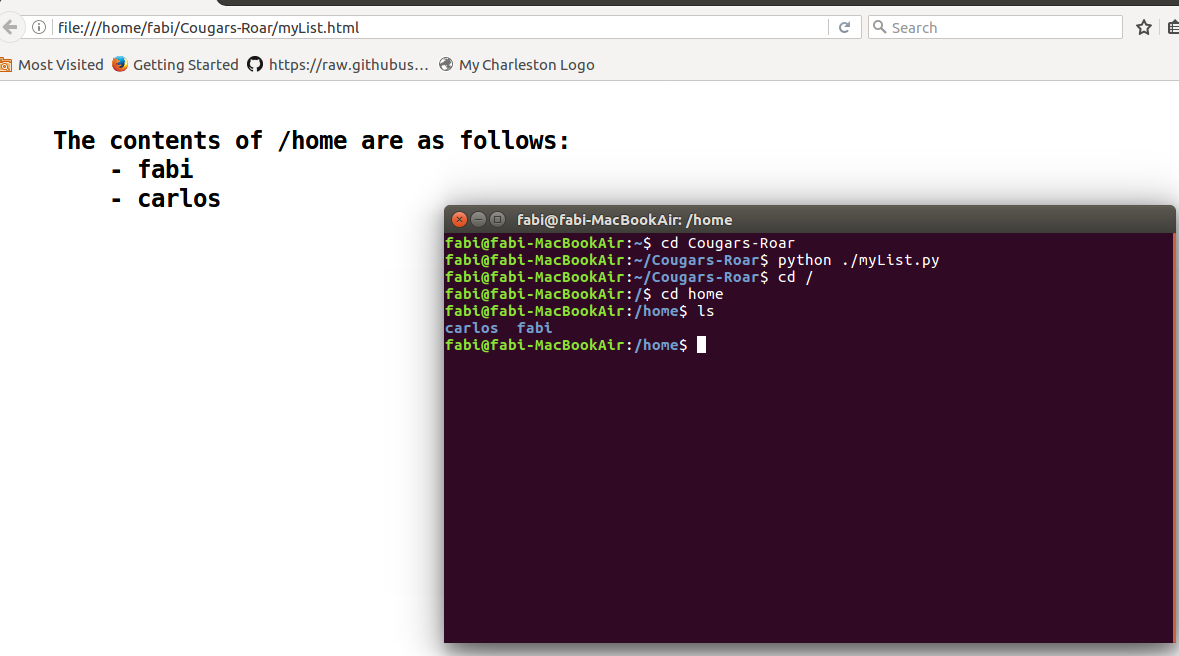 file:///home/fabi/Cougars-Roar/myList.html
Search
Most Visited Getting Started https://raw.githubus... My Charleston Logo
The contents of /home are as follows:
- fabi
- carlos
fabi@fabi-MacBookAir: /home
fabi@fabi-MacBookAir:~$ cd Cougars-Roar
fabi@fabi-MacBookAir:~/Cougars-Roar$ python ./myList.py
fabi@fabi-MacBookAir:~/Cougars-Roar$ cd /
fabi@fabi-MacBookAir:/$ cd home
fabi@fabi-MacBookAir:/home$ ls
carlos  fabi
fabi@fabi-MacBookAir:/home$